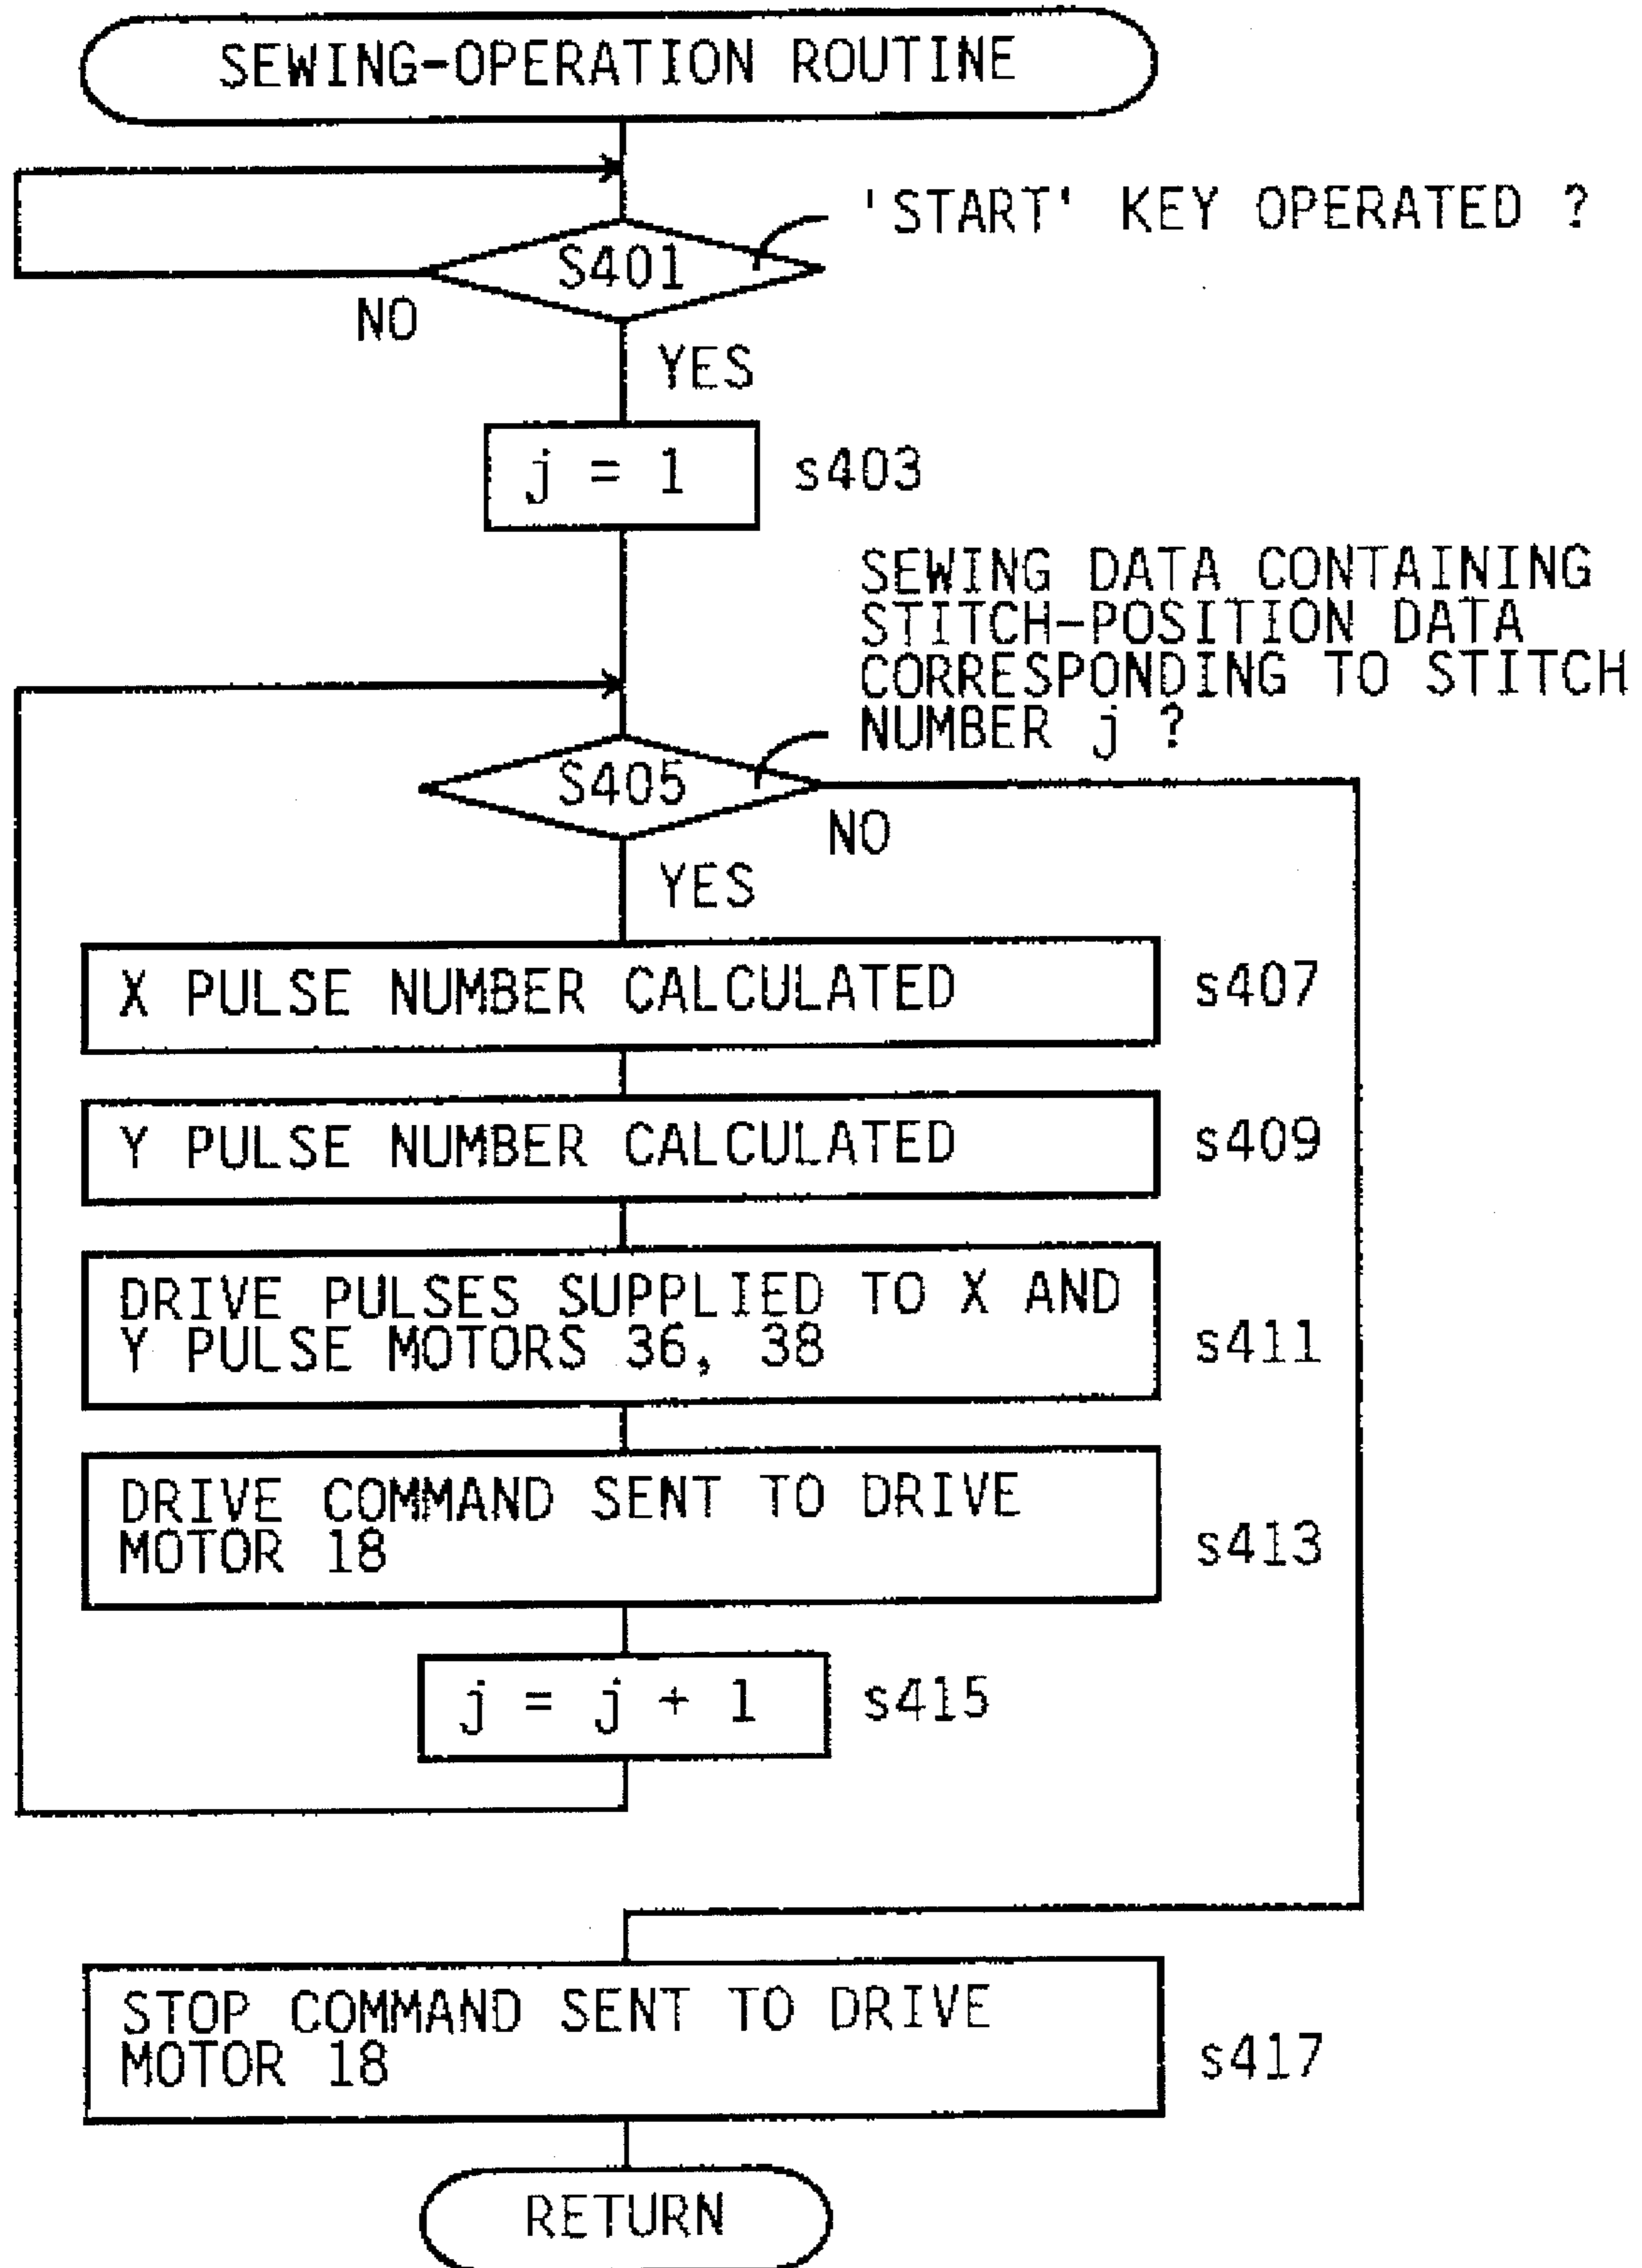 SEWING-OPERATION ROUTINE
'START' KEY OPERATED ?
S401
NO
YES
j = 1
s403
SEWING DATA CONTAINING
STITCH-POSITION DATA
CORRESPONDING TO STITCH
NUMBER j ?
S405
NO
YES
X PULSE NUMBER CALCULATED
s407
Y PULSE NUMBER CALCULATED
s409
DRIVE PULSES SUPPLIED TO X AND
Y PULSE MOTORS 36, 38
s411
DRIVE COMMAND SENT TO DRIVE
MOTOR 18
s413
j = j + 1
s415
STOP COMMAND SENT TO DRIVE
MOTOR 18
s417
RETURN